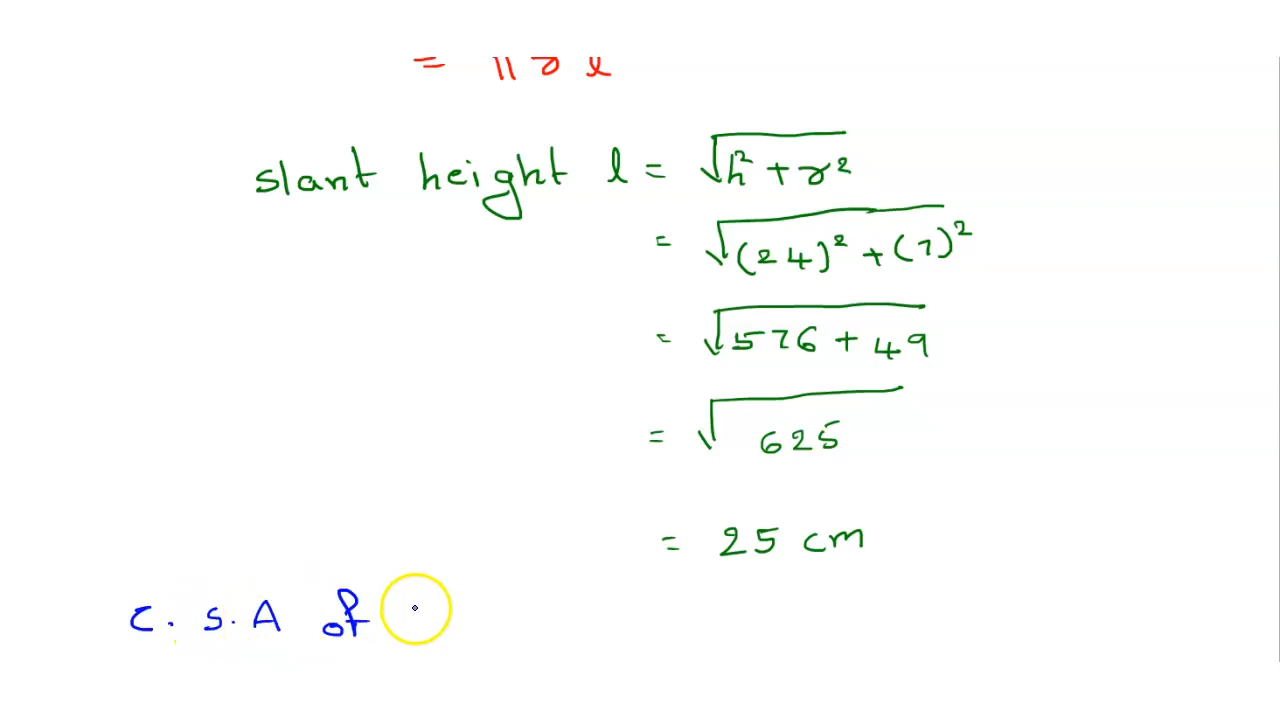 = π r l
slant height l = √h² + r²
= √(24)² + (7)²
= √576 + 49
= √625
= 25 cm
C. S. A of